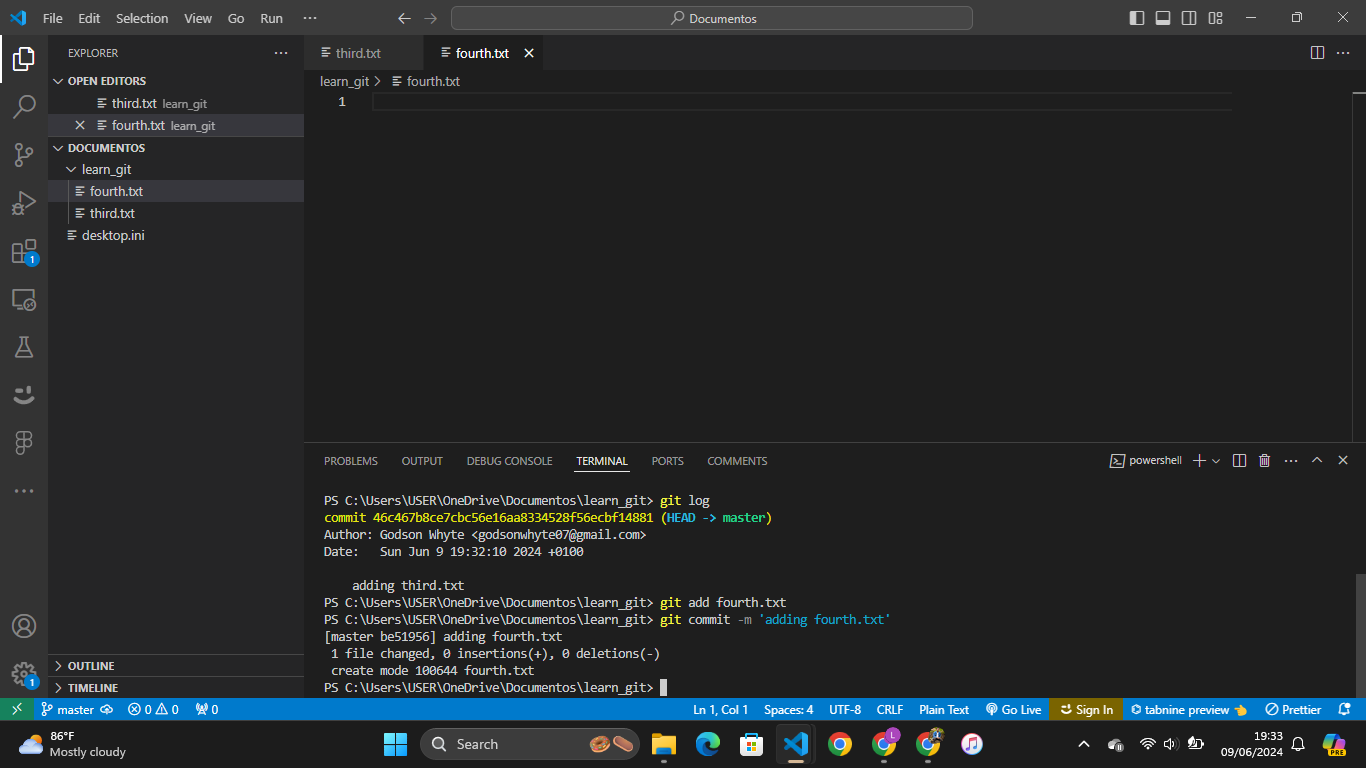 File Edit Selection View Go Run ···
Documentos
EXPLORER
OPEN EDITORS
third.txt learn_git
fourth.txt learn_git
DOCUMENTOS
learn_git
fourth.txt
third.txt
desktop.ini
OUTLINE
TIMELINE
1
1
third.txt fourth.txt
learn_git > fourth.txt
1
PROBLEMS OUTPUT DEBUG CONSOLE TERMINAL PORTS COMMENTS
powershell
PS C:\Users\USER\OneDrive\Documentos\learn_git> git log
commit 46c467b8ce7cbc56e16aa8334528f56ecbf14881 (HEAD -> master)
Author: Godson Whyte <godsonwhyte07@gmail.com>
Date:   Sun Jun 9 19:32:10 2024 +0100
    adding third.txt
PS C:\Users\USER\OneDrive\Documentos\learn_git> git add fourth.txt
PS C:\Users\USER\OneDrive\Documentos\learn_git> git commit -m 'adding fourth.txt'
[master be51956] adding fourth.txt
 1 file changed, 0 insertions(+), 0 deletions(-)
 create mode 100644 fourth.txt
PS C:\Users\USER\OneDrive\Documentos\learn_git>
master 0 0 0 Ln 1, Col 1 Spaces: 4 UTF-8 CRLF Plain Text Go Live Sign In tabnine preview Prettier
86°F
Mostly cloudy
Search
L
19:33
09/06/2024
PRE